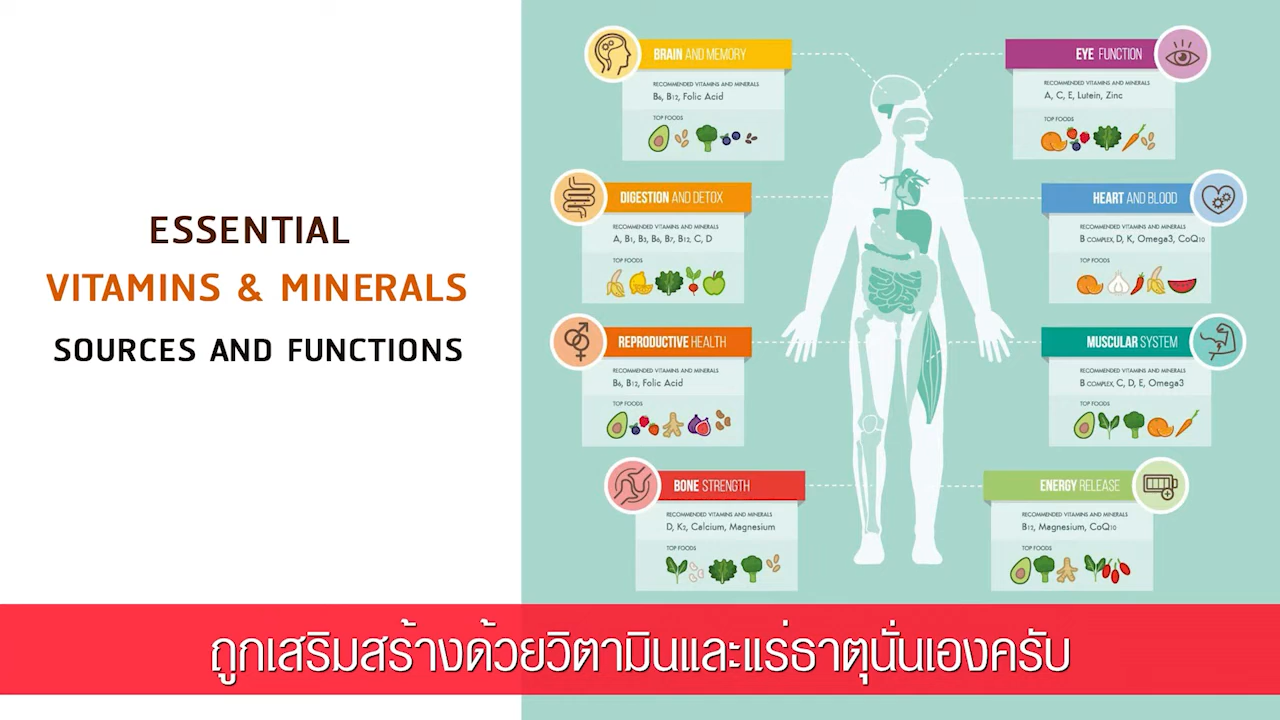 ESSENTIAL
VITAMINS & MINERALS
SOURCES AND FUNCTIONS
BRAIN AND MEMORY
RECOMMENDED VITAMINS AND MINERALS
B6, B12, Folic Acid
TOP FOODS
EYE FUNCTION
RECOMMENDED VITAMINS AND MINERALS
A, C, E, Lutein, Zinc
TOP FOODS
DIGESTION AND DETOX
RECOMMENDED VITAMINS AND MINERALS
A, B1, B3, B6, B7, B12, C, D
TOP FOODS
HEART AND BLOOD
RECOMMENDED VITAMINS AND MINERALS
B COMPLEX, D, K, Omega3, CoQ10
TOP FOODS
REPRODUCTIVE HEALTH
RECOMMENDED VITAMINS AND MINERALS
B6, B12, Folic Acid
TOP FOODS
MUSCULAR SYSTEM
RECOMMENDED VITAMINS AND MINERALS
B COMPLEX, C, D, E, Omega3
TOP FOODS
BONE STRENGTH
RECOMMENDED VITAMINS AND MINERALS
D, K2, Calcium, Magnesium
TOP FOODS
ENERGY RELEASE
RECOMMENDED VITAMINS AND MINERALS
B12, Magnesium, CoQ10
TOP FOODS
ถูกเสริมสร้างด้วยวิตามินและแร่ธาตุนั่นเองครับ